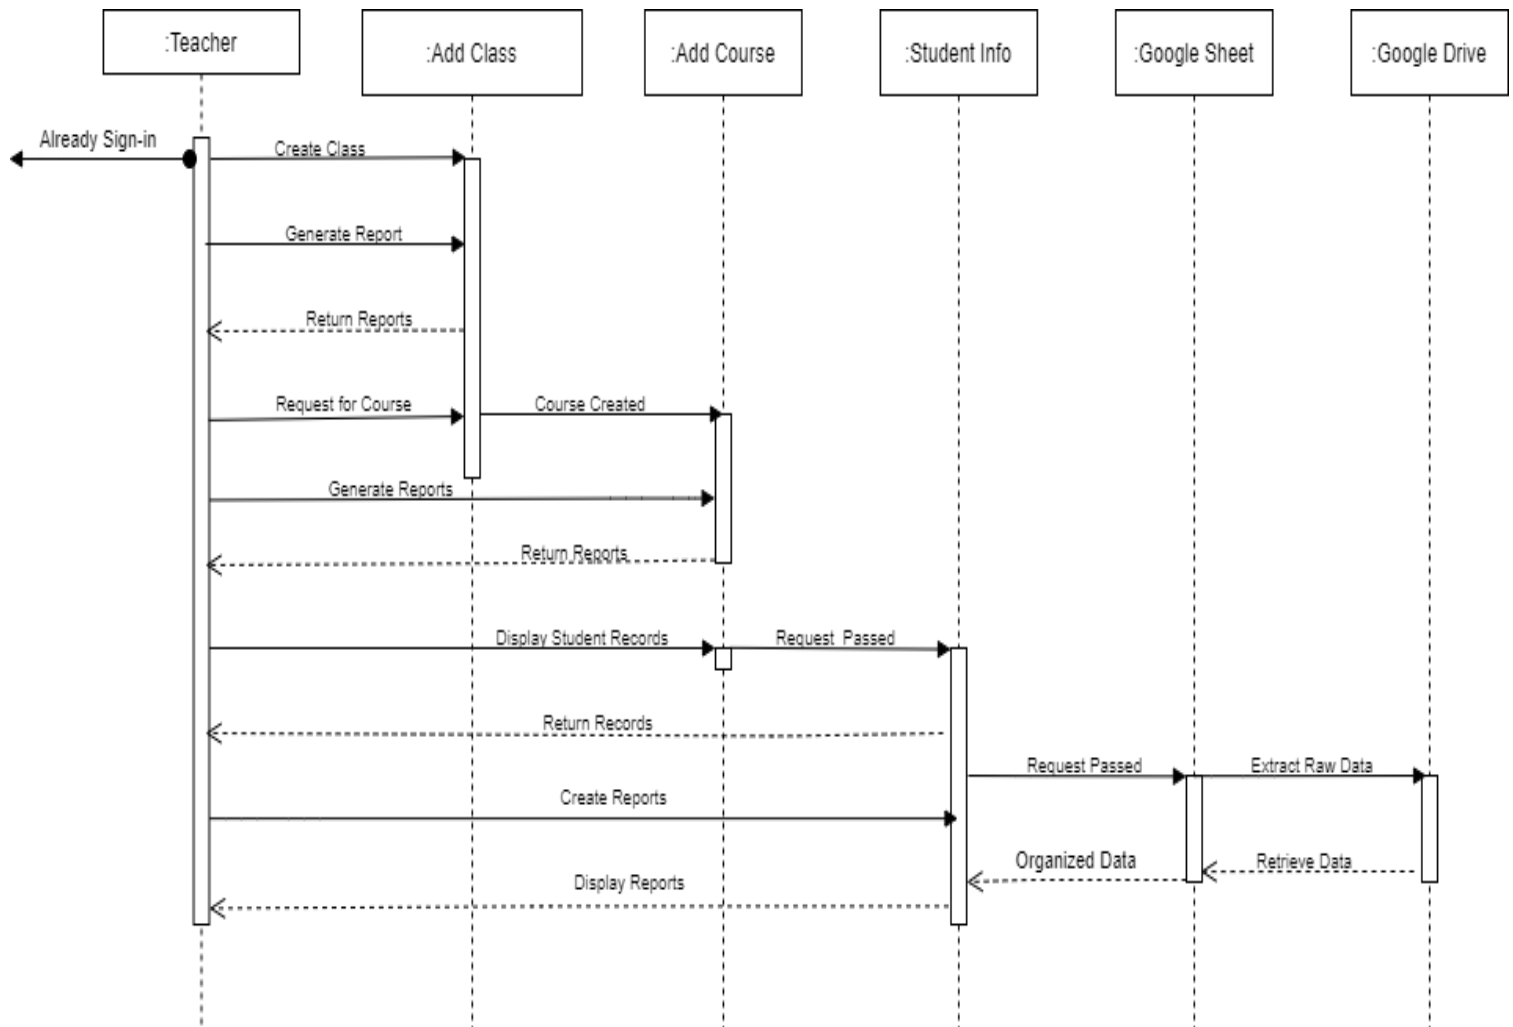 :Teacher
:Add Class
:Add Course
:Student Info
:Google Sheet
:Google Drive
Already Sign-in
Create Class
Generate Report
Return Reports
Request for Course
Course Created
Generate Reports
Return Reports
Display Student Records
Request Passed
Return Records
Request Passed
Extract Raw Data
Create Reports
Organized Data
Retrieve Data
Display Reports